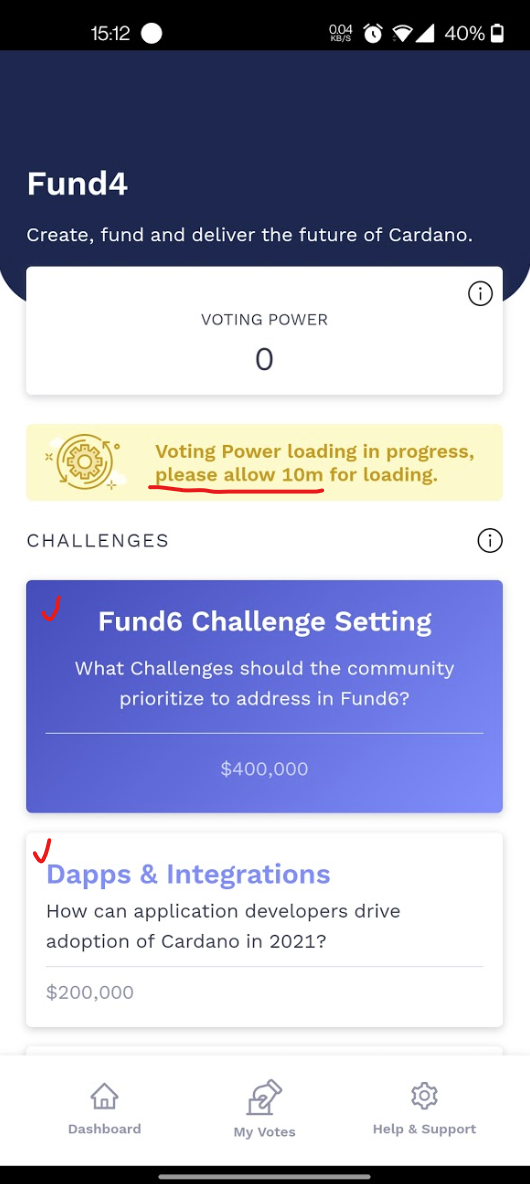 15:12
0.04
KB/S
40%
Fund4
Create, fund and deliver the future of Cardano.
VOTING POWER
0
Voting Power loading in progress,
please allow 10m for loading.
CHALLENGES
Fund6 Challenge Setting
What Challenges should the community
prioritize to address in Fund6?
$400,000
Dapps & Integrations
How can application developers drive
adoption of Cardano in 2021?
$200,000
Dashboard
My Votes
Help & Support